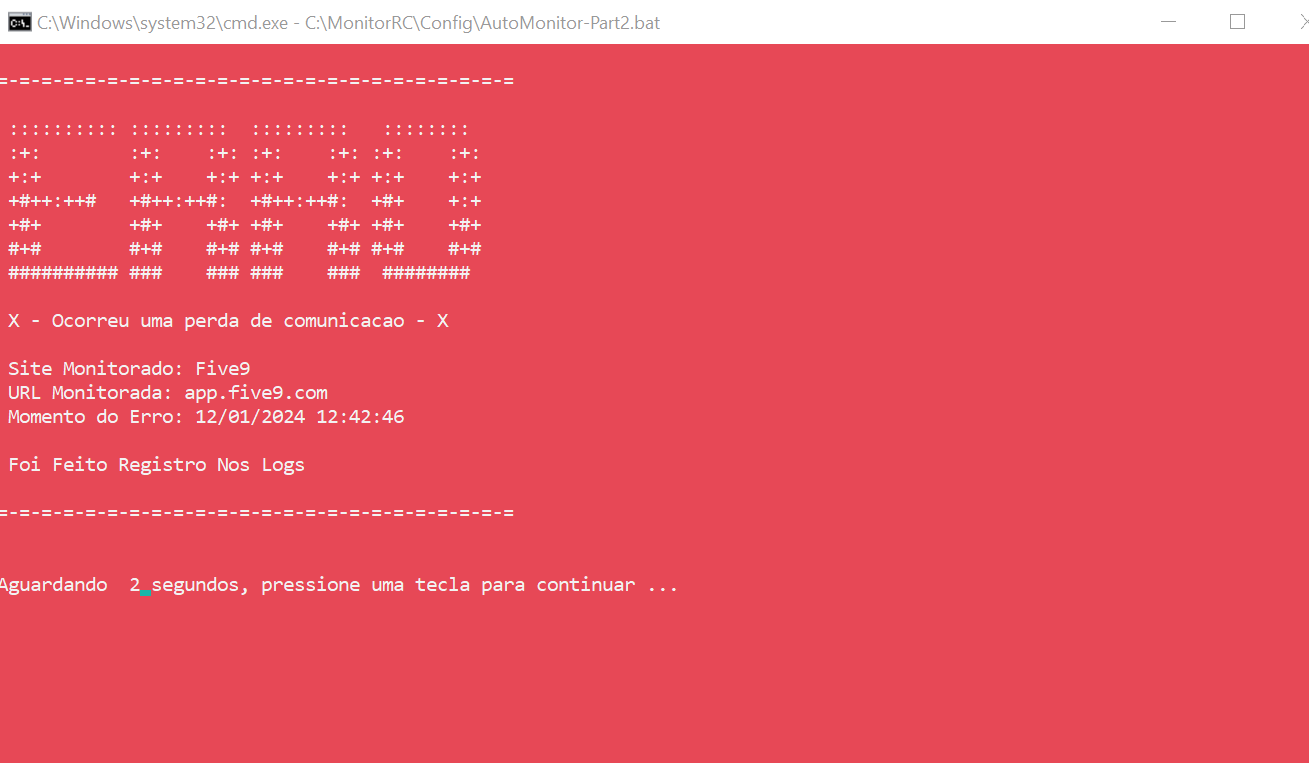 C:\Windows\system32\cmd.exe - C:\MonitorRC\Config\AutoMonitor-Part2.bat
=-=-=-=-=-=-=-=-=-=-=-=-=-=-=-=-=-=-=-=-=-=-=-=
 :::::::::: :::::::::  :::::::::   ::::::::
 :+:        :+:    :+: :+:    :+: :+:    :+:
 +:+        +:+    +:+ +:+    +:+ +:+    +:+
 +#++:++#   +#++:++#:  +#++:++#:  +#+    +:+
 +#+        +#+    +#+ +#+    +#+ +#+    +#+
 #+#        #+#    #+# #+#    #+# #+#    #+#
 ########## ###    ### ###    ###  ########
X - Ocorreu uma perda de comunicacao - X
Site Monitorado: Five9
URL Monitorada: app.five9.com
Momento do Erro: 12/01/2024 12:42:46
Foi Feito Registro Nos Logs
=-=-=-=-=-=-=-=-=-=-=-=-=-=-=-=-=-=-=-=-=-=-=-=
Aguardando  2 segundos, pressione uma tecla para continuar ...